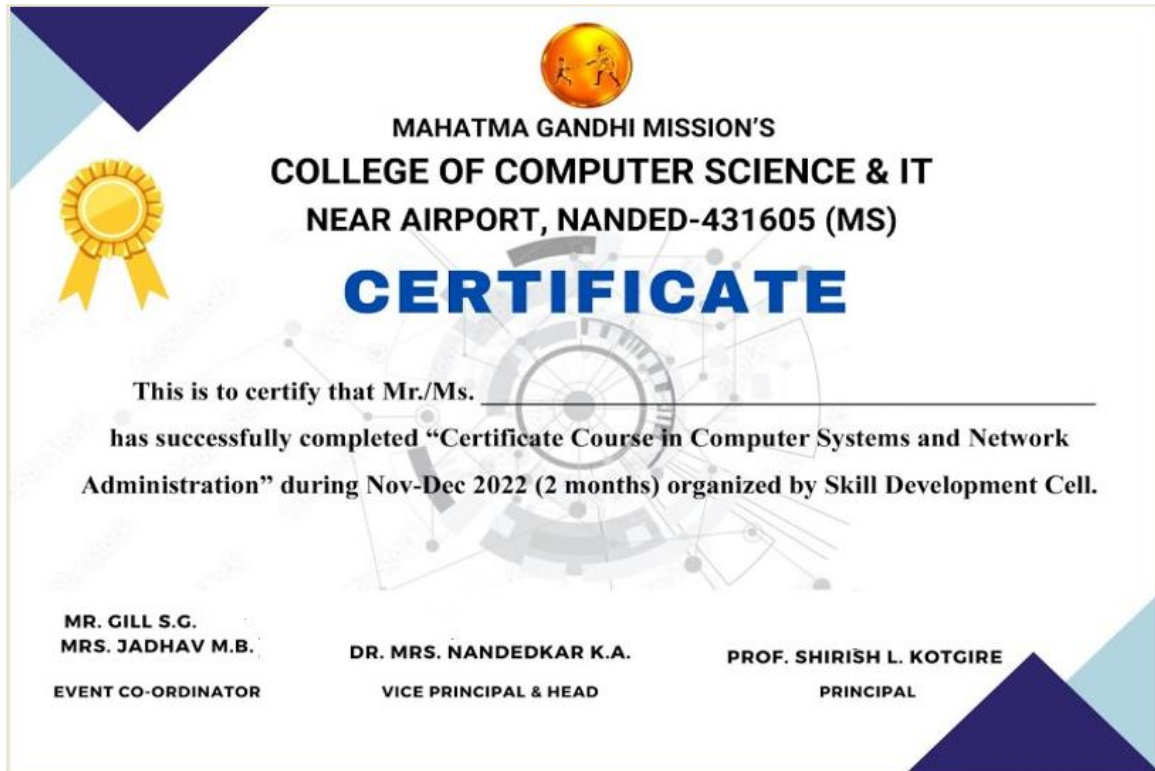 MAHATMA GANDHI MISSION'S
COLLEGE OF COMPUTER SCIENCE & IT
NEAR AIRPORT, NANDED-431605 (MS)
CERTIFICATE
This is to certify that Mr./Ms.
has successfully completed “Certificate Course in Computer Systems and Network
Administration” during Nov-Dec 2022 (2 months) organized by Skill Development Cell.
MR. GILL S.G.
MRS. JADHAV M.B.
EVENT CO-ORDINATOR
DR. MRS. NANDEDKAR K.A.
VICE PRINCIPAL & HEAD
PROF. SHIRISH L. KOTGIRE
PRINCIPAL